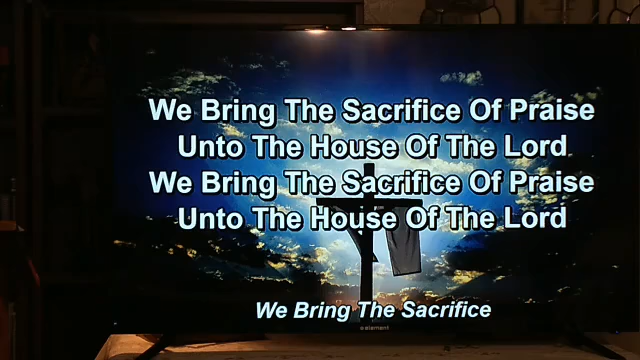 We Bring The Sacrifice Of Praise
Unto The House Of The Lord
We Bring The Sacrifice Of Praise
Unto The House Of The Lord
We Bring The Sacrifice
element